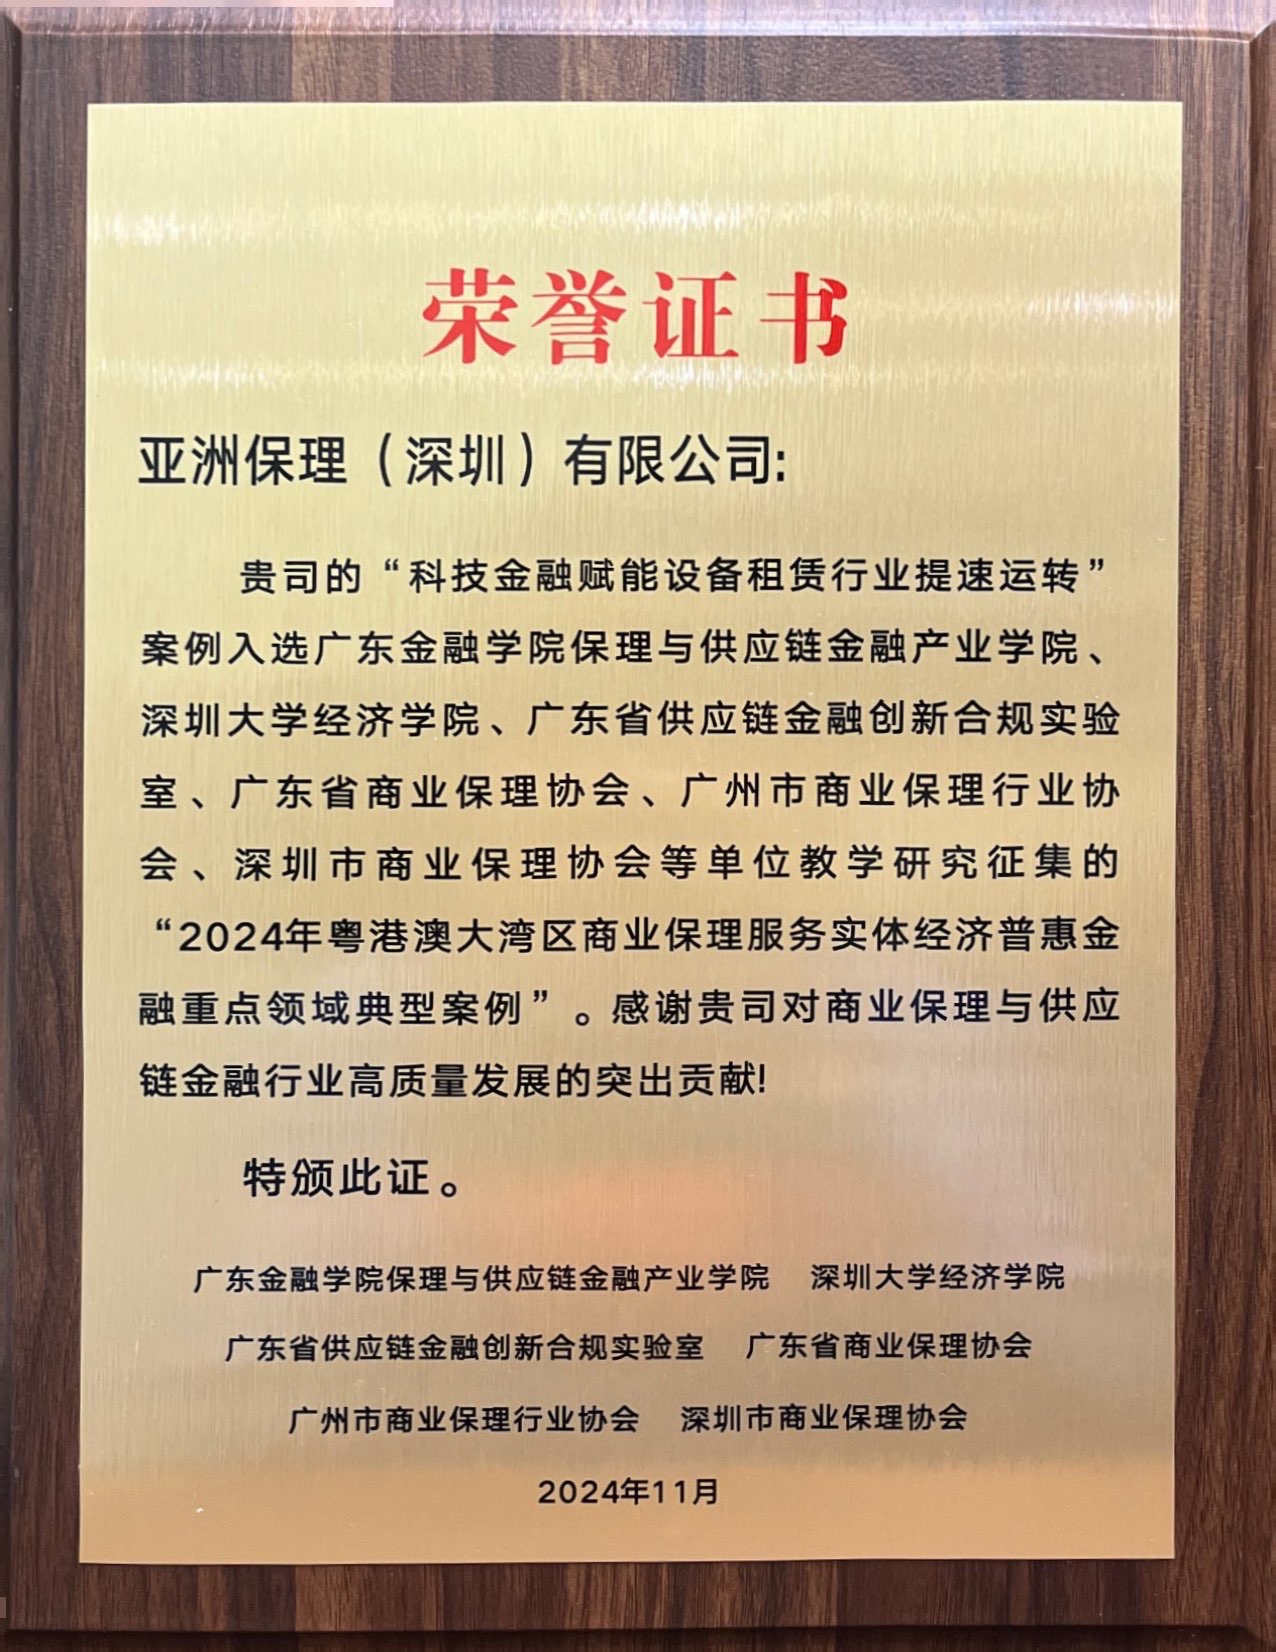 荣誉证书
亚洲保理（深圳）有限公司:
贵司的“科技金融赋能设备租赁行业提速运转”
案例入选广东金融学院保理与供应链金融产业学院、
深圳大学经济学院、广东省供应链金融创新合规实验
室、广东省商业保理协会、广州市商业保理行业协
会、深圳市商业保理协会等单位教学研究征集的
“2024年粤港澳大湾区商业保理服务实体经济普惠金
融重点领域典型案例”。感谢贵司对商业保理与供应
链金融行业高质量发展的突出贡献!
特颁此证。
广东金融学院保理与供应链金融产业学院 深圳大学经济学院
广东省供应链金融创新合规实验室 广东省商业保理协会
广州市商业保理行业协会 深圳市商业保理协会
2024年11月